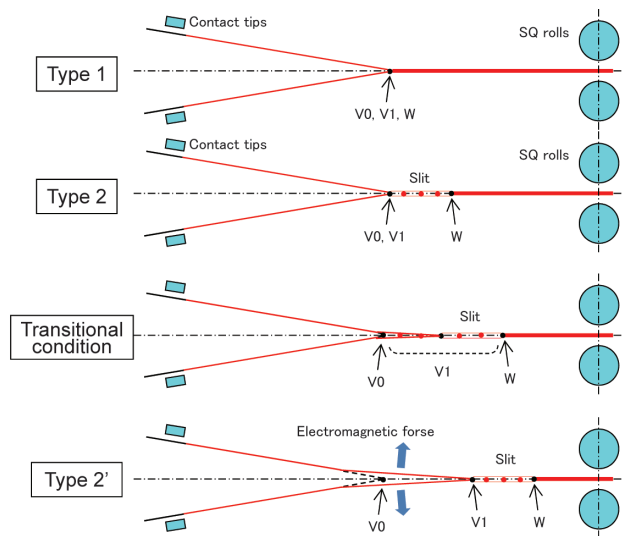 Contact tips
SQ rolls
Type 1
V0, V1, W
Contact tips
SQ rolls
Slit
Type 2
V0, V1
W
Slit
Transitional
condition
V0
V1
W
Electromagnetic forse
Slit
Type 2’
V0
V1
W